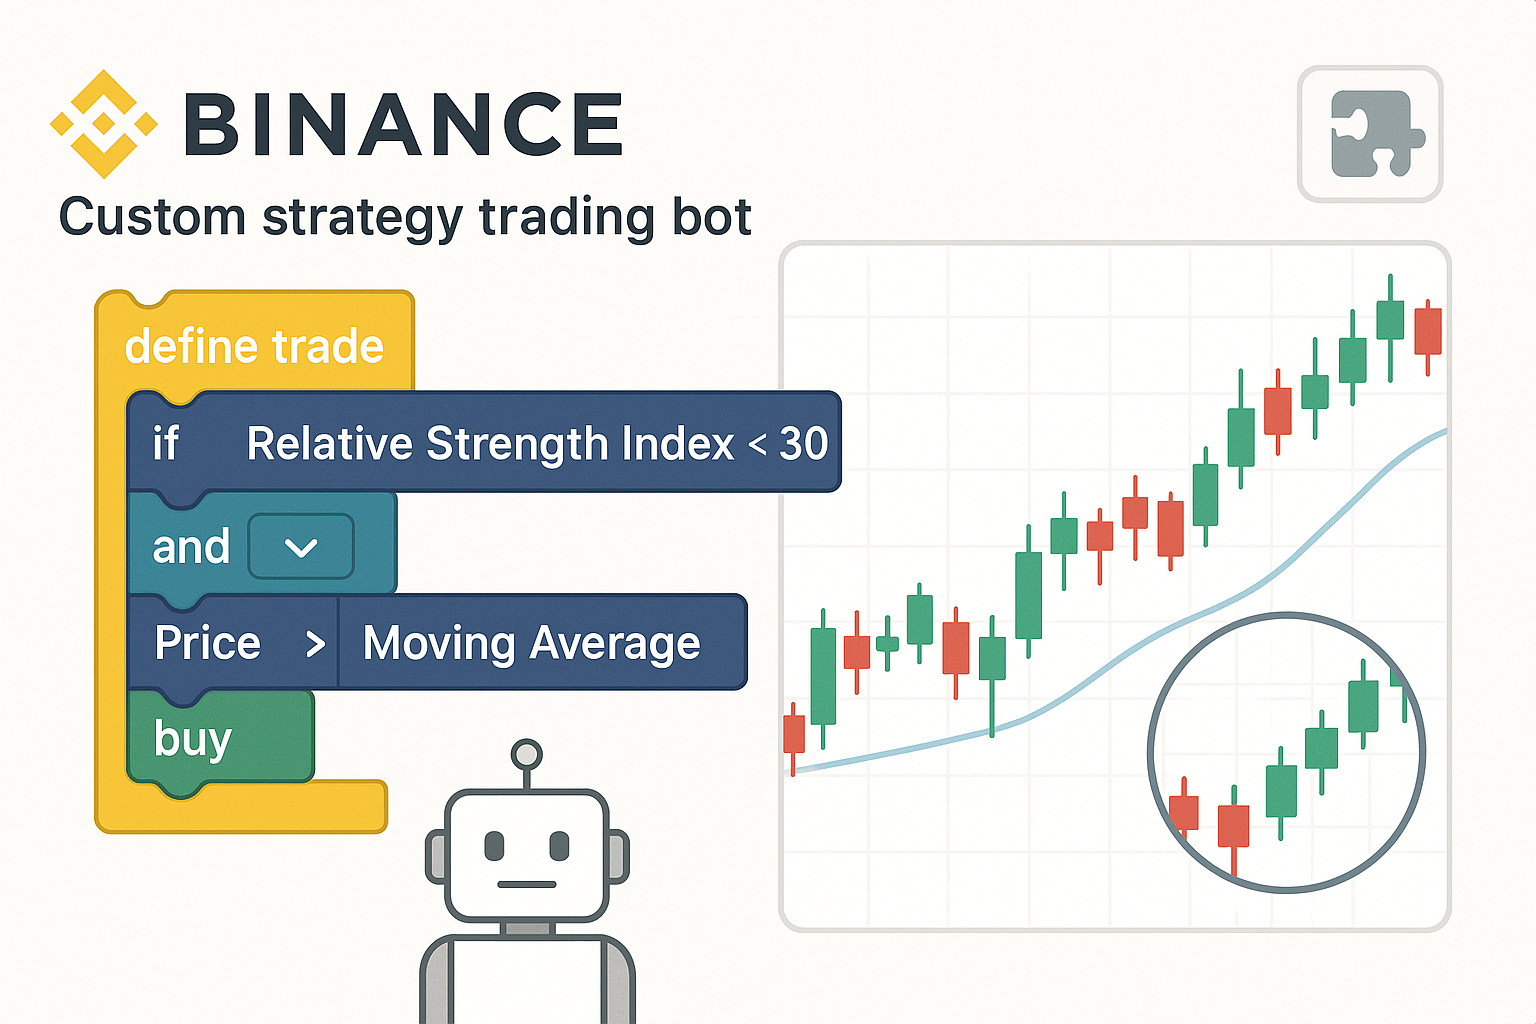 BINANCE
Custom strategy trading bot
define trade
if Relative Strength Index < 30
and
Price > Moving Average
buy